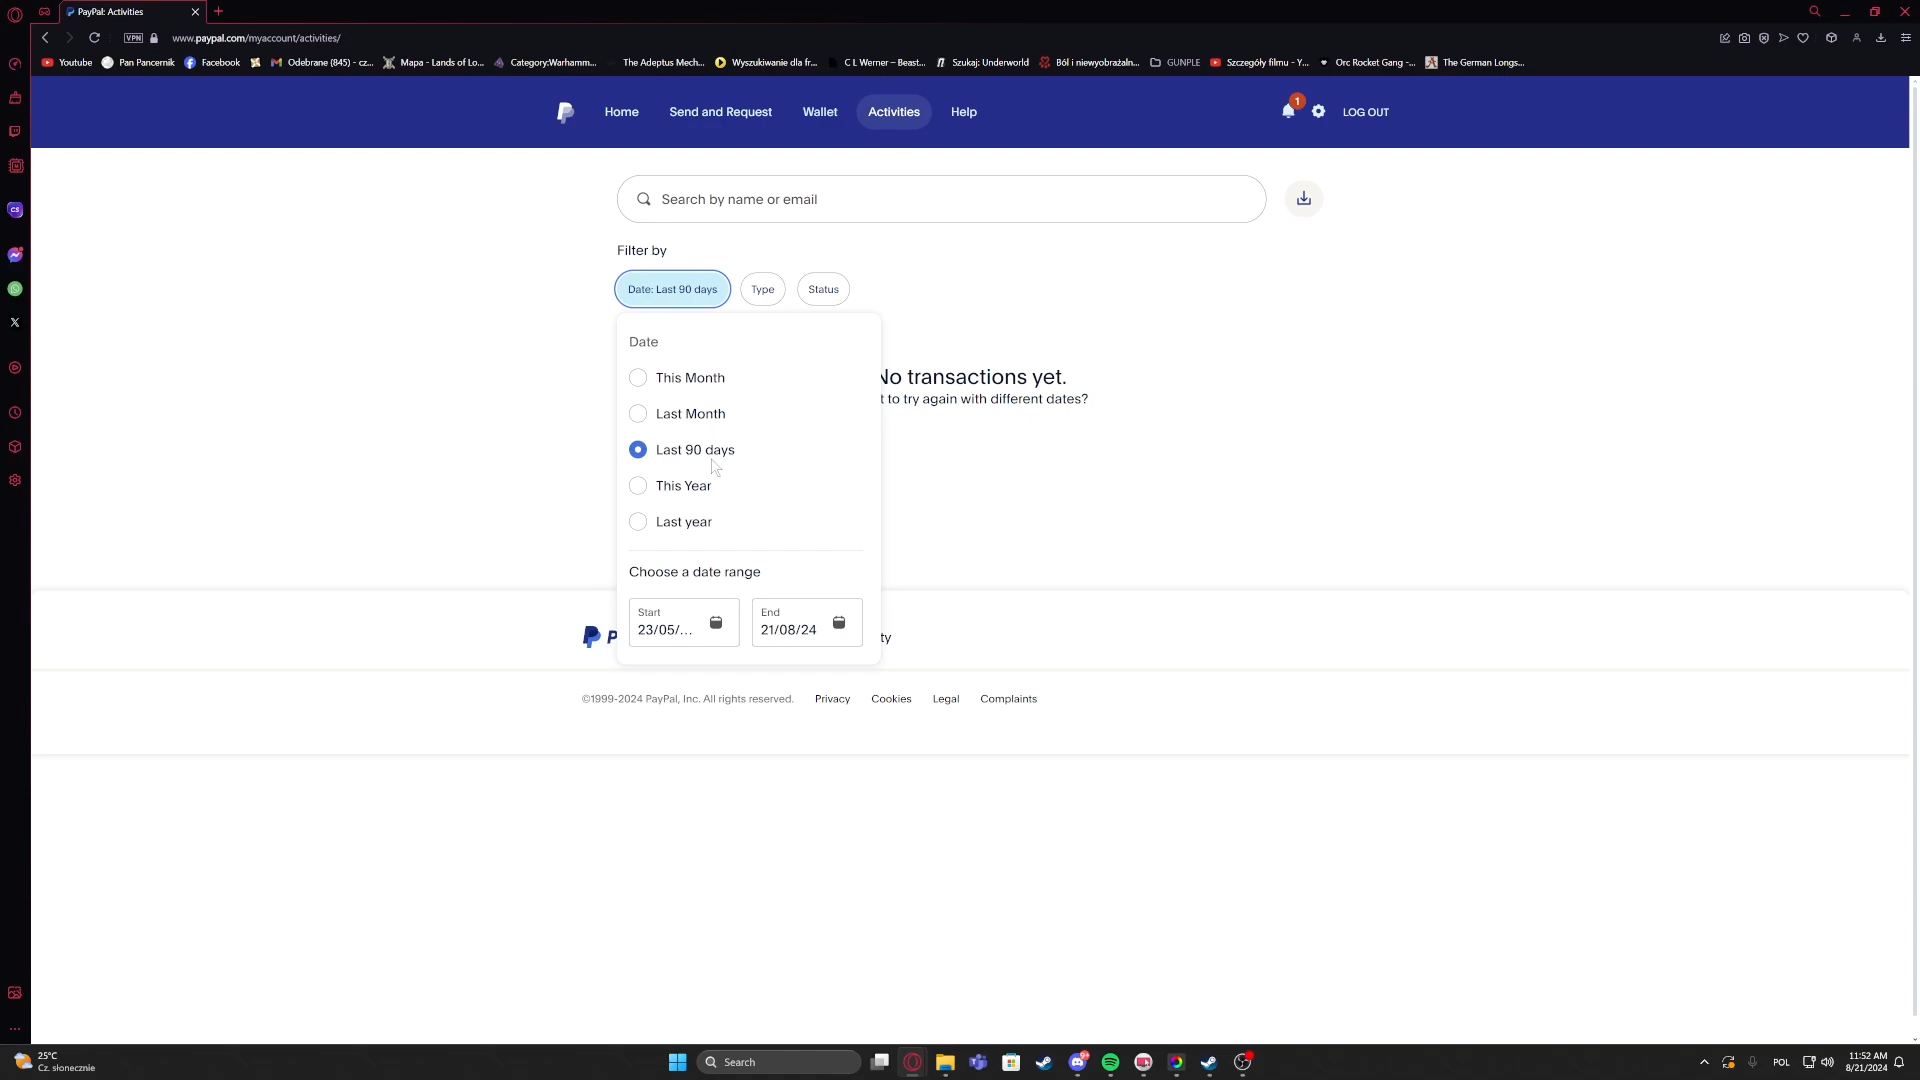 PayPal: Activities
VPN
www.paypal.com/myaccount/activities/
Youtube
Pan Pancernik
Facebook
Odebrane (845) - cz...
Mapa - Lands of Lo...
Category:Warhamm...
The Adeptus Mech...
Wyszukiwanie dla fr...
C L Werner – Beast...
Szukaj: Underworld
Ból i niewyobrażaln...
GUNPLE
Szczegóły filmu - Y...
Orc Rocket Gang -...
The German Longs...
Home
Send and Request
Wallet
Activities
Help
1
LOG OUT
Search by name or email
Filter by
Date: Last 90 days
Type
Status
Date
This Month
Last Month
Last 90 days
This Year
Last year
Choose a date range
Start
23/05/...
End
21/08/24
No transactions yet.
t to try again with different dates?
P
ty
©1999-2024 PayPal, Inc. All rights reserved.
Privacy
Cookies
Legal
Complaints
CS
25°C
Cz. słonecznie
Search
9+
POL
11:52 AM
8/21/2024